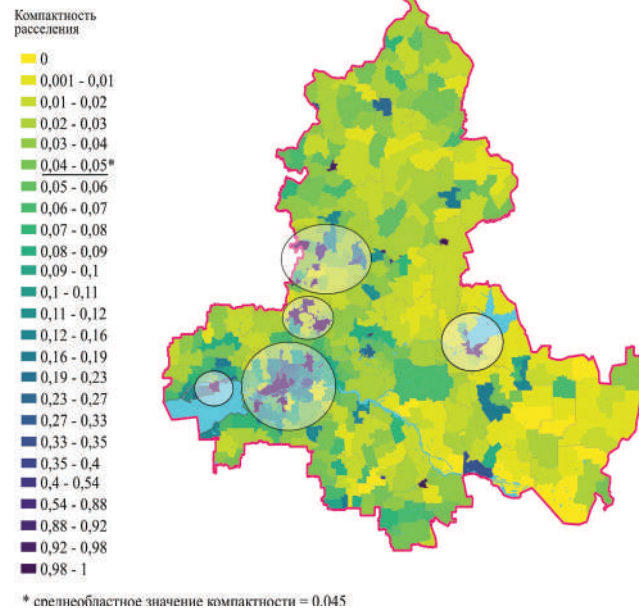 Компактность
расселения
0
0,001 - 0,01
0,01 - 0,02
0,02 - 0,03
0,03 - 0,04
0,04 - 0,05*
0,05 - 0,06
0,06 - 0,07
0,07 - 0,08
0,08 - 0,09
0,09 - 0,1
0,1 - 0,11
0,11 - 0,12
0,12 - 0,16
0,16 - 0,19
0,19 - 0,23
0,23 - 0,27
0,27 - 0,33
0,33 - 0,35
0,35 - 0,4
0,4 - 0,54
0,54 - 0,88
0,88 - 0,92
0,92 - 0,98
0,98 - 1
* среднеобластное значение компактности = 0,045